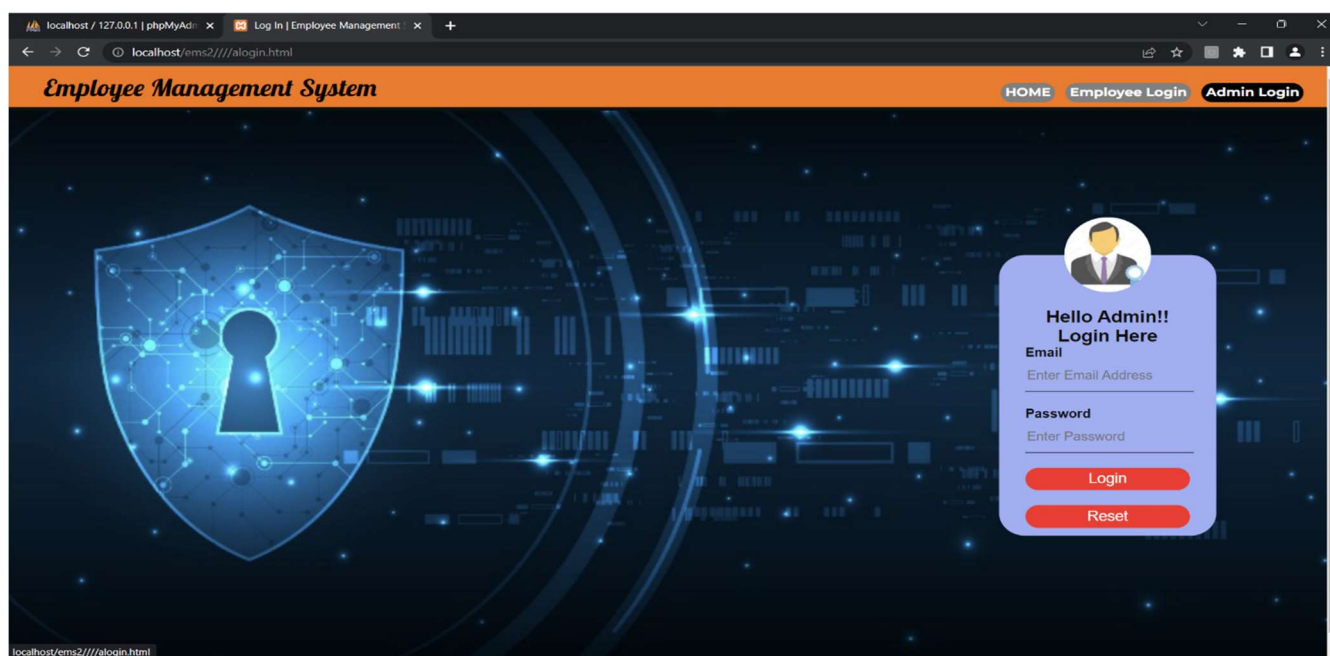 localhost / 127.0.0.1 | phpMyAdn
Log In | Employee Management S
localhost/ems2////alogin.html
Employee Management System
HOME Employee Login Admin Login
Hello Admin!!
Login Here
Email
Enter Email Address
Password
Enter Password
Login
Reset
localhost/ems2////alogin.html